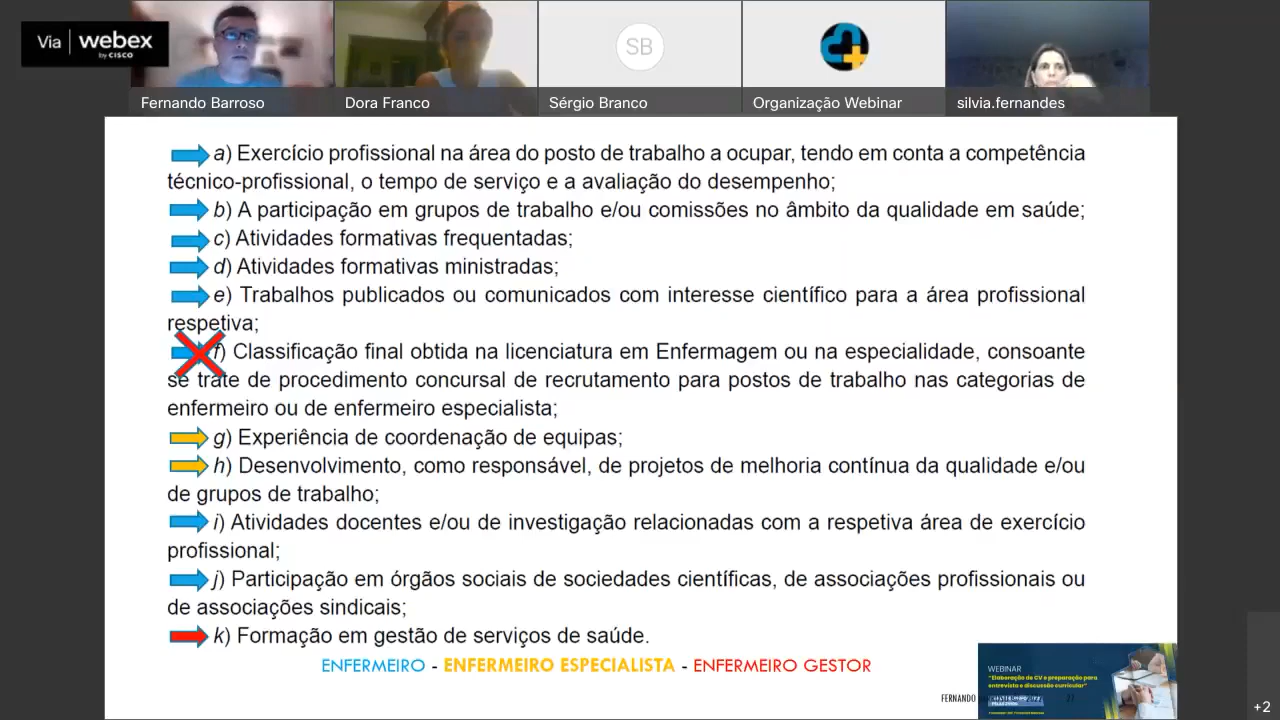 Via webex
by CISCO
SB
Fernando Barroso
Dora Franco
Sérgio Branco
Organização Webinar
silvia.fernandes
a) Exercício profissional na área do posto de trabalho a ocupar, tendo em conta a competência
técnico-profissional, o tempo de serviço e a avaliação do desempenho;
b) A participação em grupos de trabalho e/ou comissões no âmbito da qualidade em saúde;
c) Atividades formativas frequentadas;
d) Atividades formativas ministradas;
e) Trabalhos publicados ou comunicados com interesse científico para a área profissional
respetiva;
f) Classificação final obtida na licenciatura em Enfermagem ou na especialidade, consoante
se trate de procedimento concursal de recrutamento para postos de trabalho nas categorias de
enfermeiro ou de enfermeiro especialista;
g) Experiência de coordenação de equipas;
h) Desenvolvimento, como responsável, de projetos de melhoria contínua da qualidade e/ou
de grupos de trabalho;
i) Atividades docentes e/ou de investigação relacionadas com a respetiva área de exercício
profissional;
j) Participação em órgãos sociais de sociedades científicas, de associações profissionais ou
de associações sindicais;
k) Formação em gestão de serviços de saúde.
ENFERMEIRO - ENFERMEIRO ESPECIALISTA - ENFERMEIRO GESTOR
WEBINAR
"Elaboração de CV e preparação para
entrevista e discussão curricular"
FERNANDO
+2